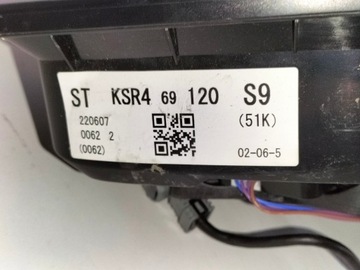 ST KSR4 69 120 S9
220607 (51K)
0062 2
(0062) 02-06-5